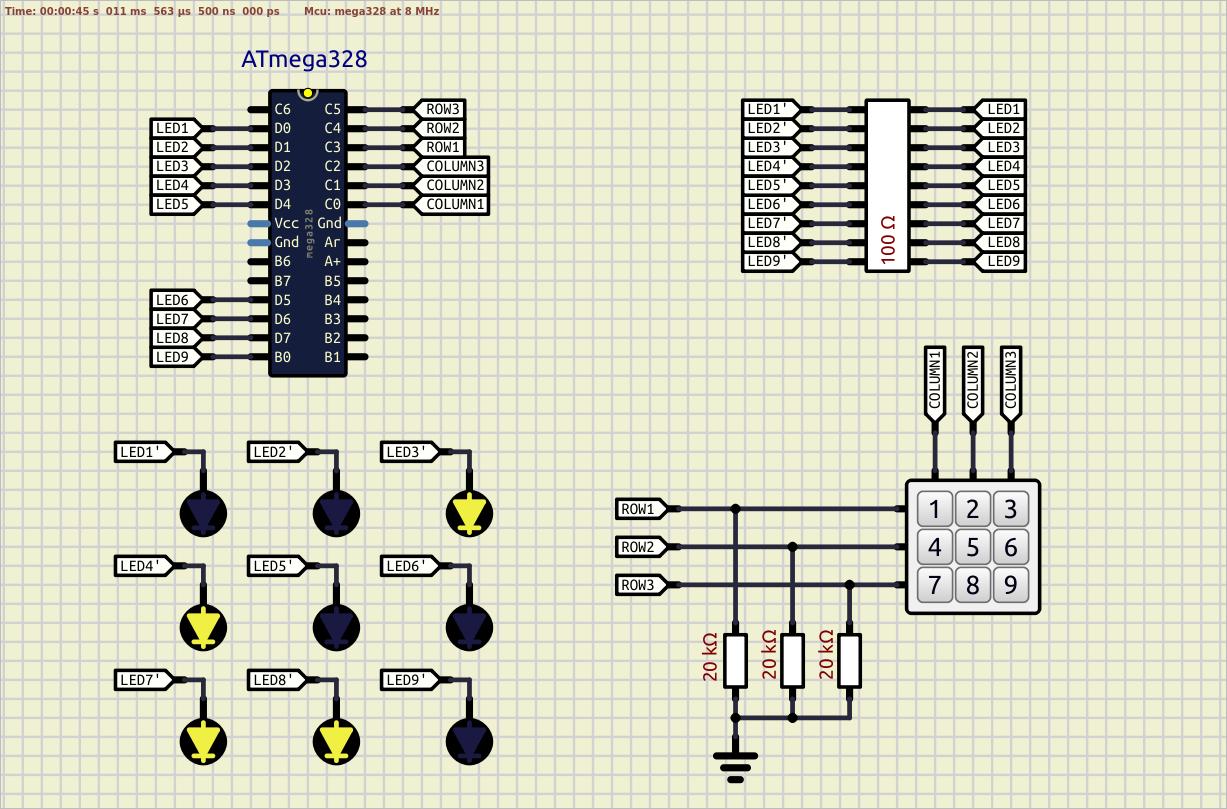 Time: 00:00:45 s 011 ms 563 µs 500 ns 000 ps Mcu: mega328 at 8 MHz
ATmega328
C6 C5 ROW3
LED1 D0 C4 ROW2
LED2 D1 C3 ROW1
LED3 D2 C2 COLUMN3
LED4 D3 C1 COLUMN2
LED5 D4 C0 COLUMN1
Vcc Gnd
Gnd Ar
B6 A+
B7 B5
LED6 D5 B4
LED7 D6 B3
LED8 D7 B2
LED9 B0 B1
mega328
LED1' LED1
LED2' LED2
LED3' LED3
LED4' LED4
LED5' LED5
LED6' LED6
LED7' LED7
LED8' LED8
LED9' LED9
100 Ω
LED1' LED2' LED3'
LED4' LED5' LED6'
LED7' LED8' LED9'
COLUMN1 COLUMN2 COLUMN3
ROW1 1 2 3
ROW2 4 5 6
ROW3 7 8 9
20 kΩ 20 kΩ 20 kΩ